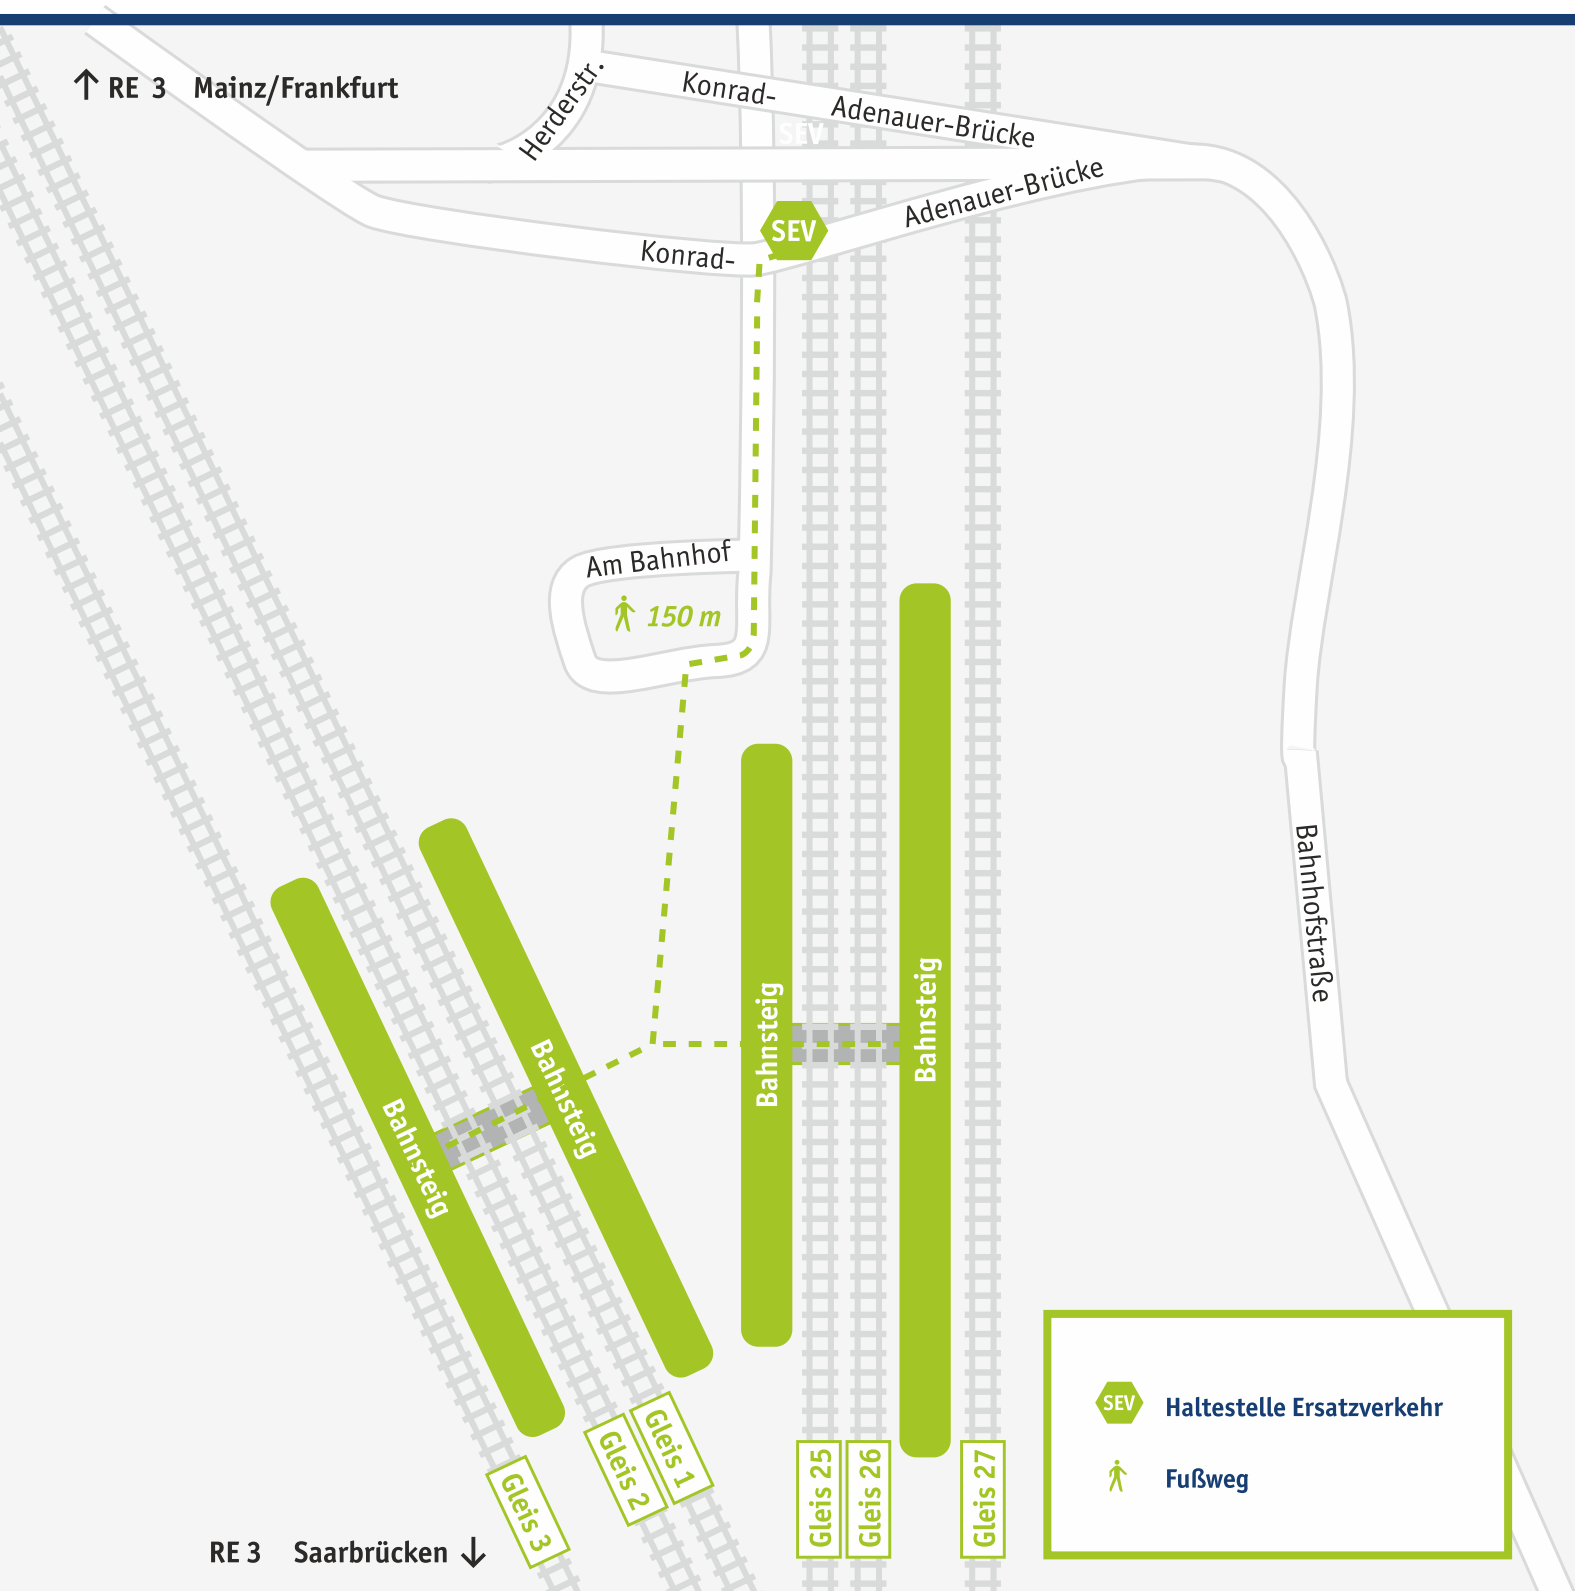 RE 3 Mainz/Frankfurt
Herderstr.
Konrad- Adenauer-Brücke
SEV
Konrad- Adenauer-Brücke
SEV
Am Bahnhof
150 m
Bahnhofstraße
Bahnsteig
Bahnsteig
Bahnsteig
Bahnsteig
Gleis 3
Gleis 2
Gleis 1
Gleis 25
Gleis 26
Gleis 27
SEV Haltestelle Ersatzverkehr
Fußweg
RE 3 Saarbrücken